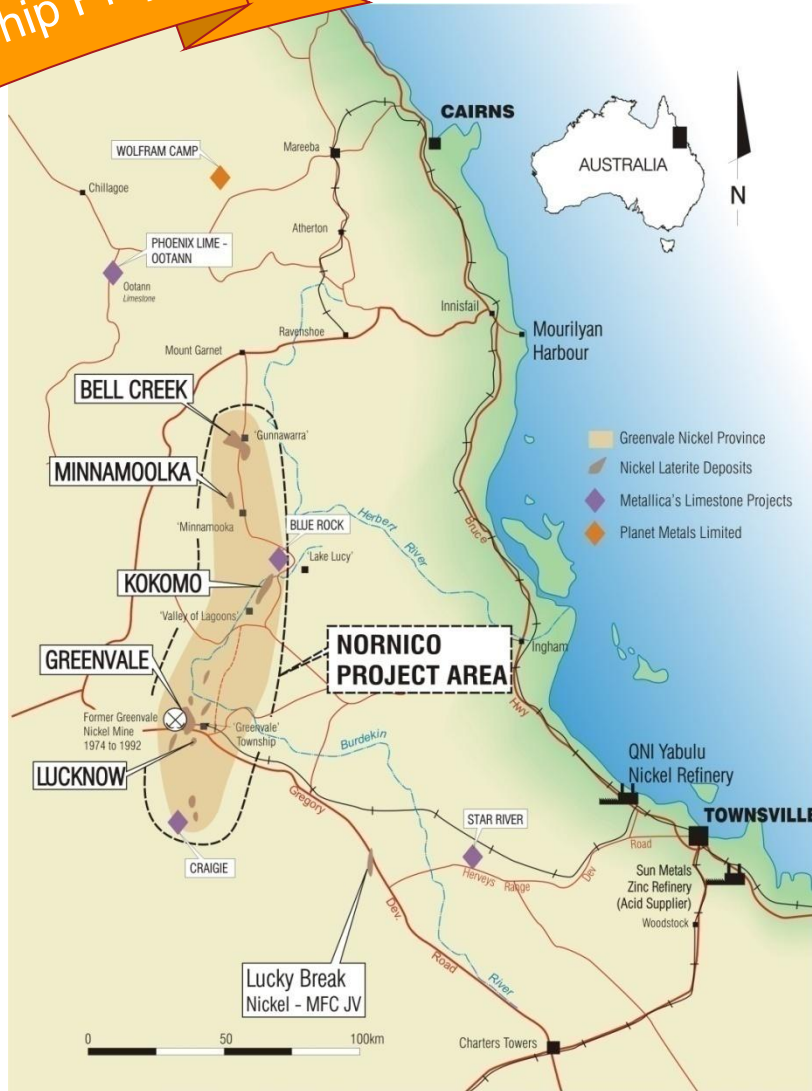 CAIRNS
WOLFRAM CAMP
Mareeba
AUSTRALIA
N
Chillagoe
Atherton
PHOENIX LIME -
OOTANN
Ootann
Limestone
Innisfail
Ravenshoe
Mourilyan
Harbour
Mount Garnet
BELL CREEK
'Gunnawarra'
Greenvale Nickel Province
Nickel Laterite Deposits
Metallica's Limestone Projects
Planet Metals Limited
MINNAMOOLKA
'Minnamooka
BLUE ROCK
Herbert
River
Bruce
'Lake Lucy'
KOKOMO
'Valley of Lagoons'
NORNICO
PROJECT AREA
Ingham
GREENVALE
Hwy
Former Greenvale
Nickel Mine
1974 to 1992
'Greenvale'
Township
Burdekin
QNI Yabulu
Nickel Refinery
LUCKNOW
Gregory
STAR RIVER
TOWNSVILLE
Road
CRAIGIE
Herveys Range Dev
Sun Metals
Zinc Refinery
(Acid Supplier)
Woodstock
Dev.
Road
River
Lucky Break
Nickel - MFC JV
0 50 100km
Charters Towers